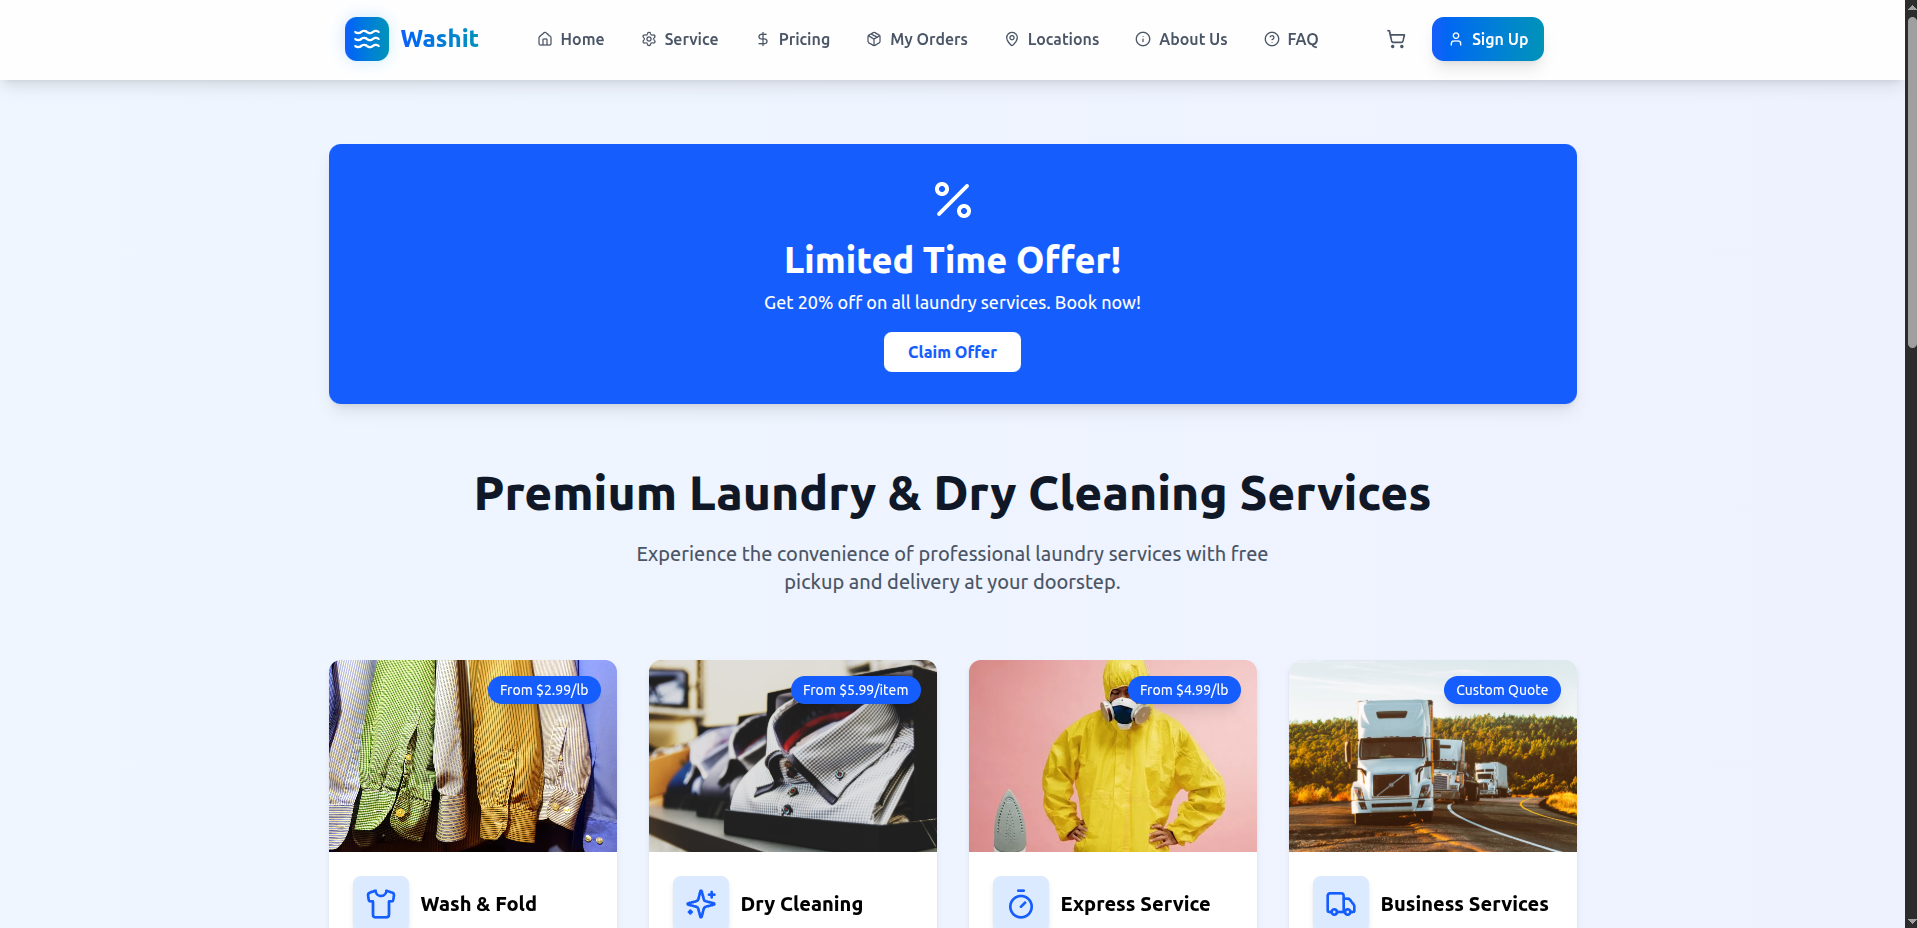 Washit
Home
Service
Pricing
My Orders
Locations
About Us
FAQ
Sign Up
Limited Time Offer!
Get 20% off on all laundry services. Book now!
Claim Offer
Premium Laundry & Dry Cleaning Services
Experience the convenience of professional laundry services with free
pickup and delivery at your doorstep.
From $2.99/lb
From $5.99/item
From $4.99/lb
Custom Quote
Wash & Fold
Dry Cleaning
Express Service
Business Services